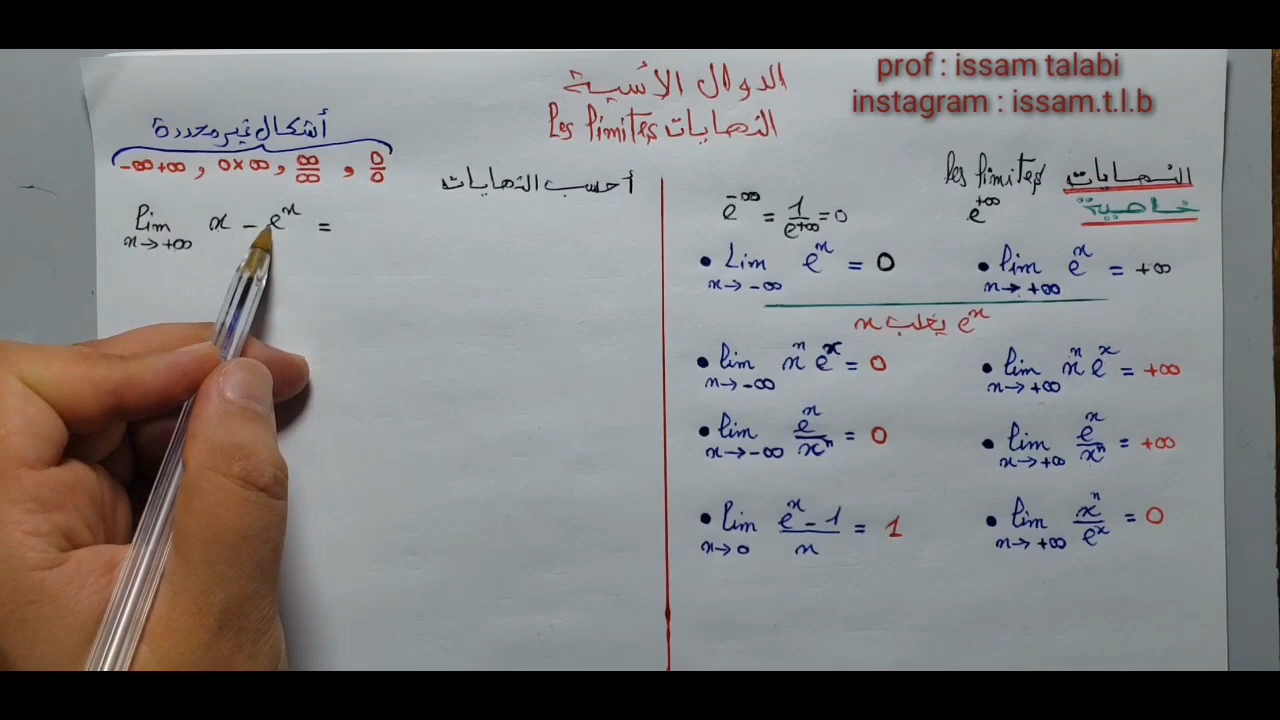 prof : issam talabi
instagram : issam.t.l.b
الدوال الأسية
النهايات les limites
أشكال غير محددة
-∞+∞ , 0×∞ , ∞/∞ , 0/0
أحسب النهايات
lim x→+∞ x - e^x =
النهايات les limites
خاصية
e^-∞ = 1/e^+∞ = 0
e^+∞
• Lim x→-∞ e^x = 0
• lim x→+∞ e^x = +∞
e^x يغلب x
• lim x→-∞ x^n e^x = 0
• lim x→+∞ x^n e^x = +∞
• lim x→-∞ e^x/x^n = 0
• lim x→+∞ e^x/x^n = +∞
• lim x→0 (e^x - 1)/x = 1
• lim x→+∞ x^n/e^x = 0